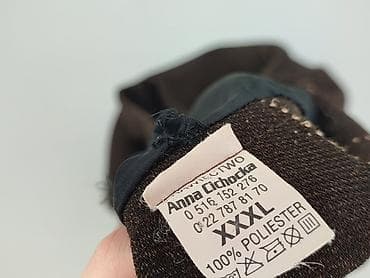 Anna Cichocka
0 516 152 276
0 22 787 81 70
XXXL
100% POLIESTER